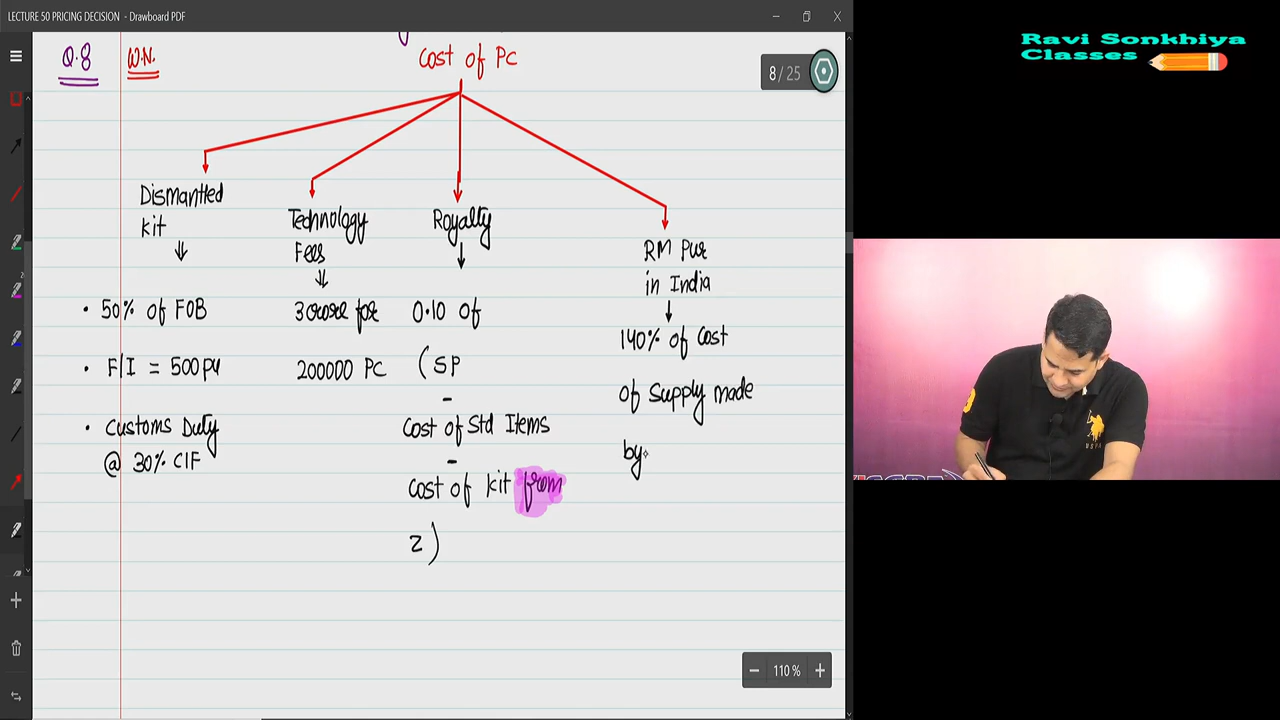 LECTURE 50 PRICING DECISION - Drawboard PDF
Q.8
W.N.
Cost of PC
8 / 25
Dismantled
kit
• 50% of FOB
• F/I = 500 pu
• Customs Duty
@ 30% CIF
Technology
Fees
3 crore for
200000 PC
Royalty
0.10 of
(SP
-
Cost of Std Items
-
Cost of kit from
Z)
RM Pur
in India
140% of Cost
of Supply made
by
110 %
Ravi Sonkhiya
Classes